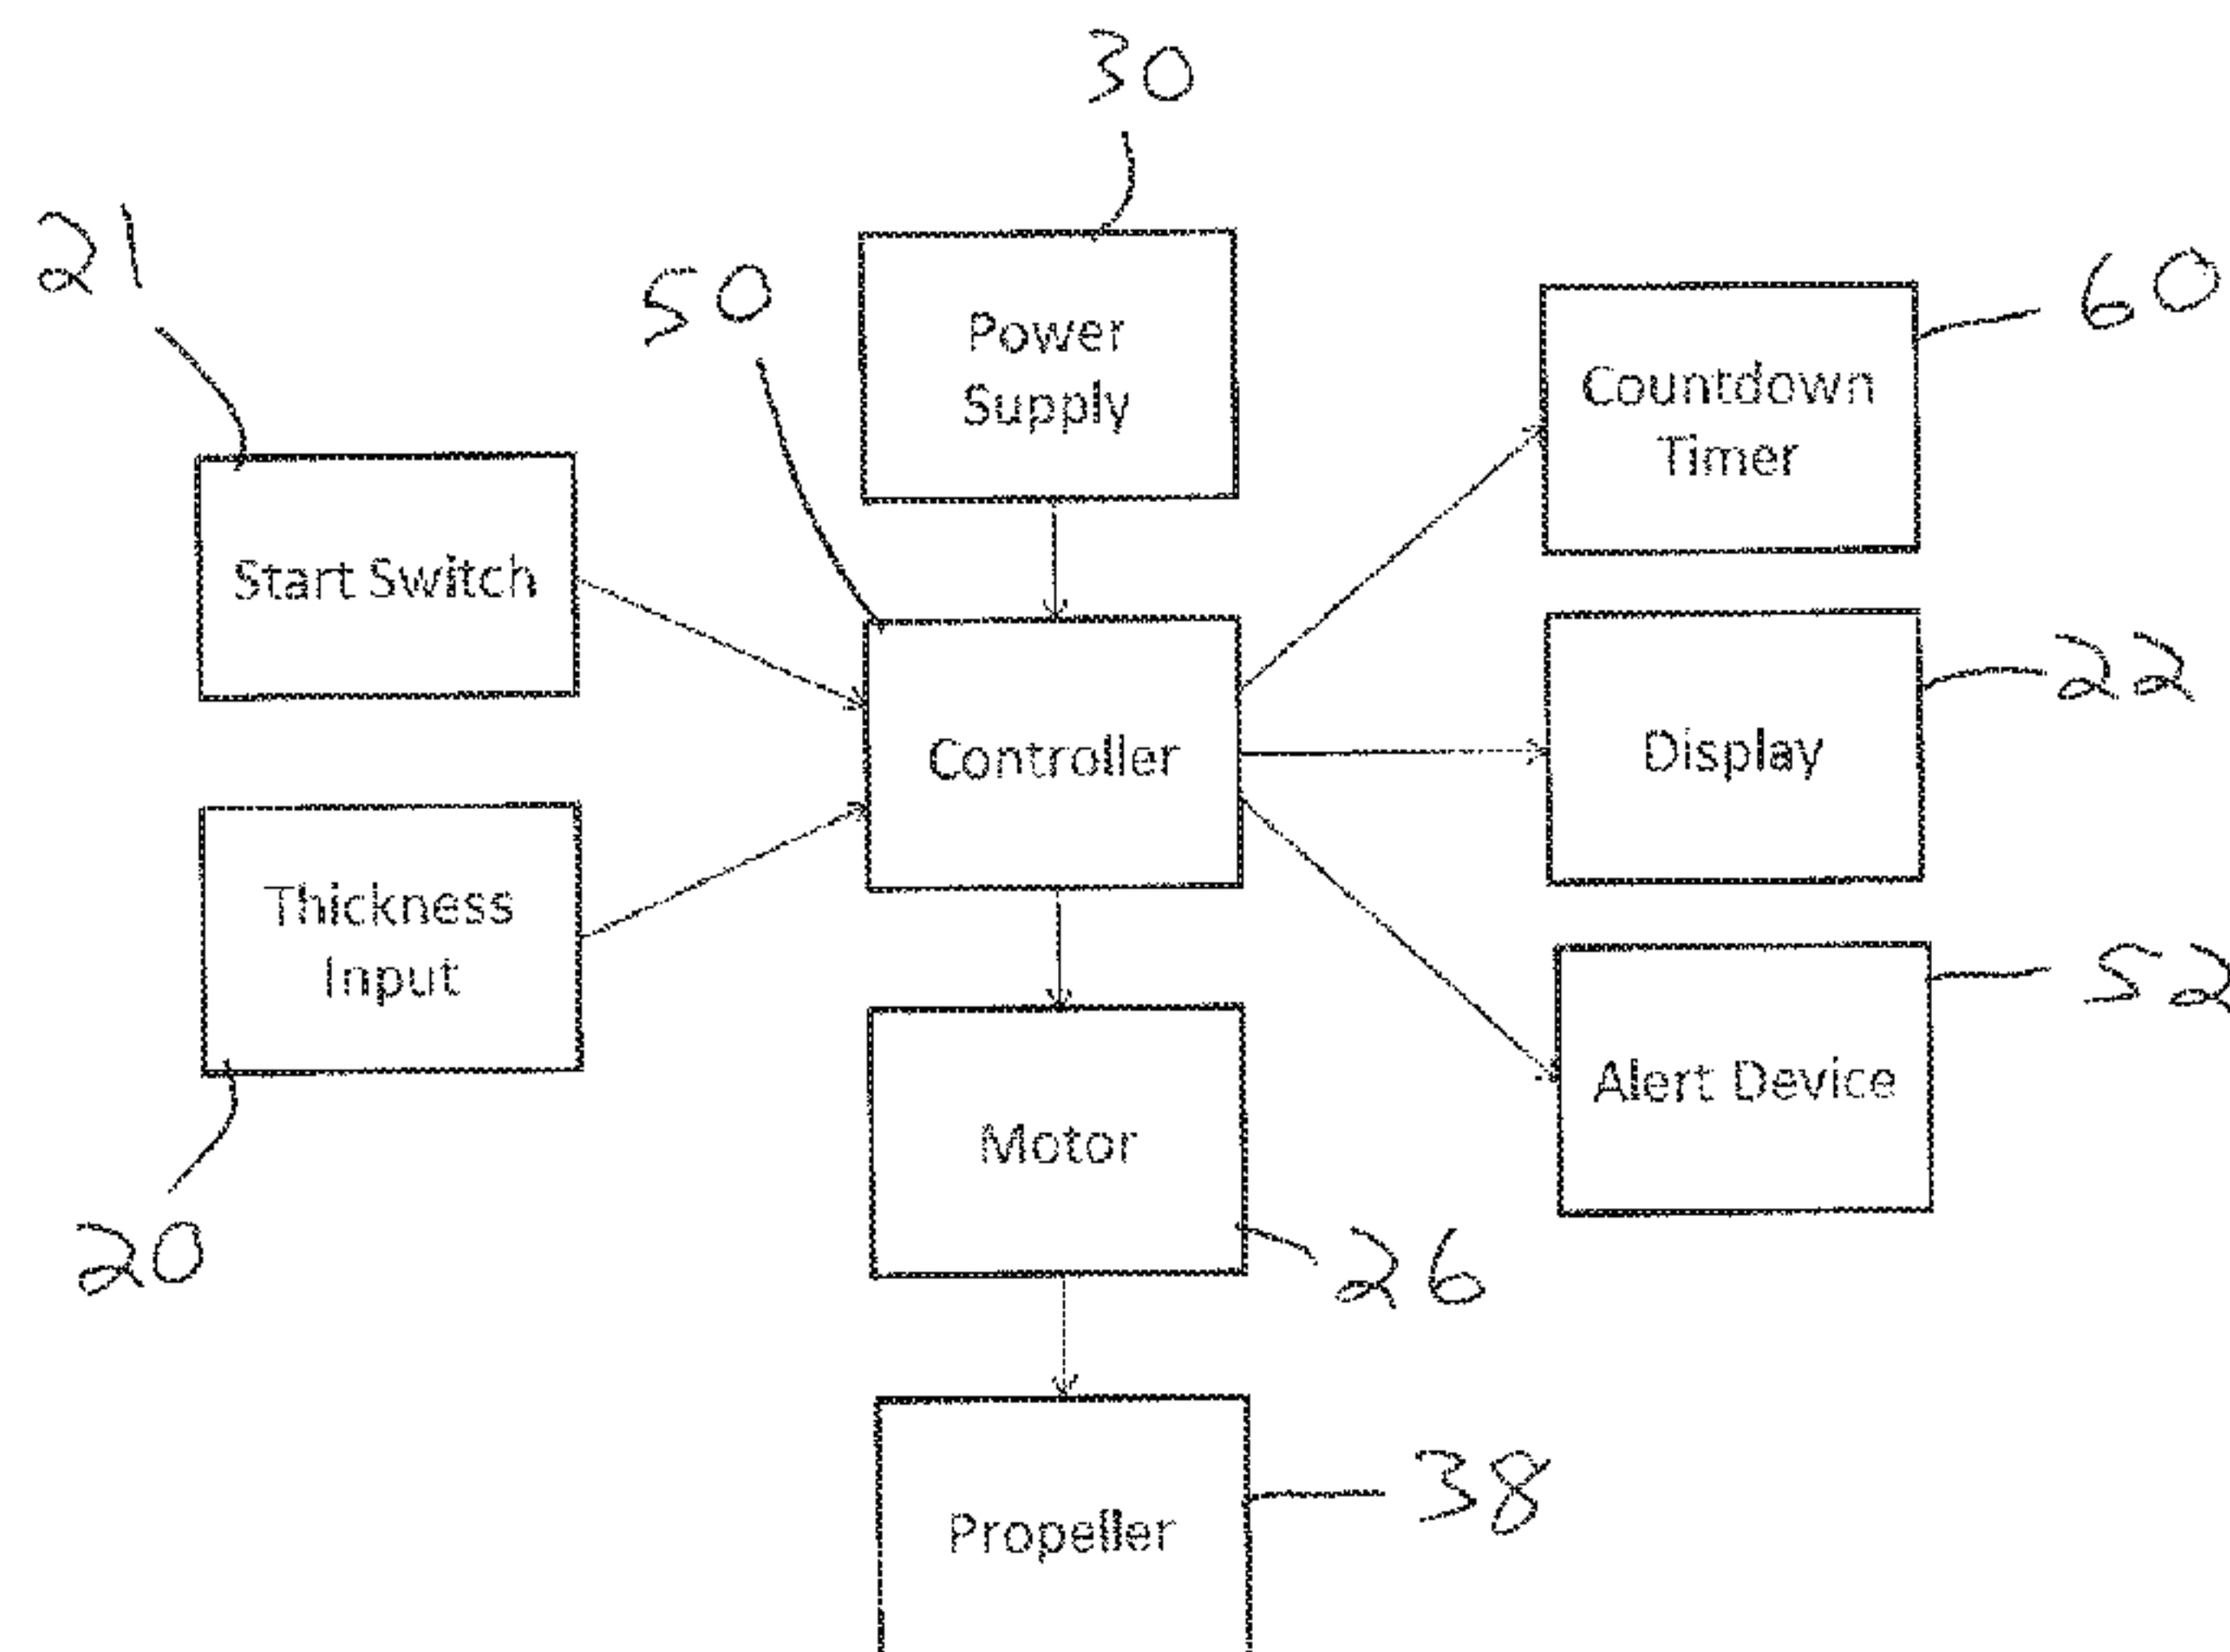 30
21
50
60
Power
Supply
Countdown
Timer
Start Switch
22
Controller
Display
Thickness
Input
52
Alert Device
Motor
20
26
38
Propeller